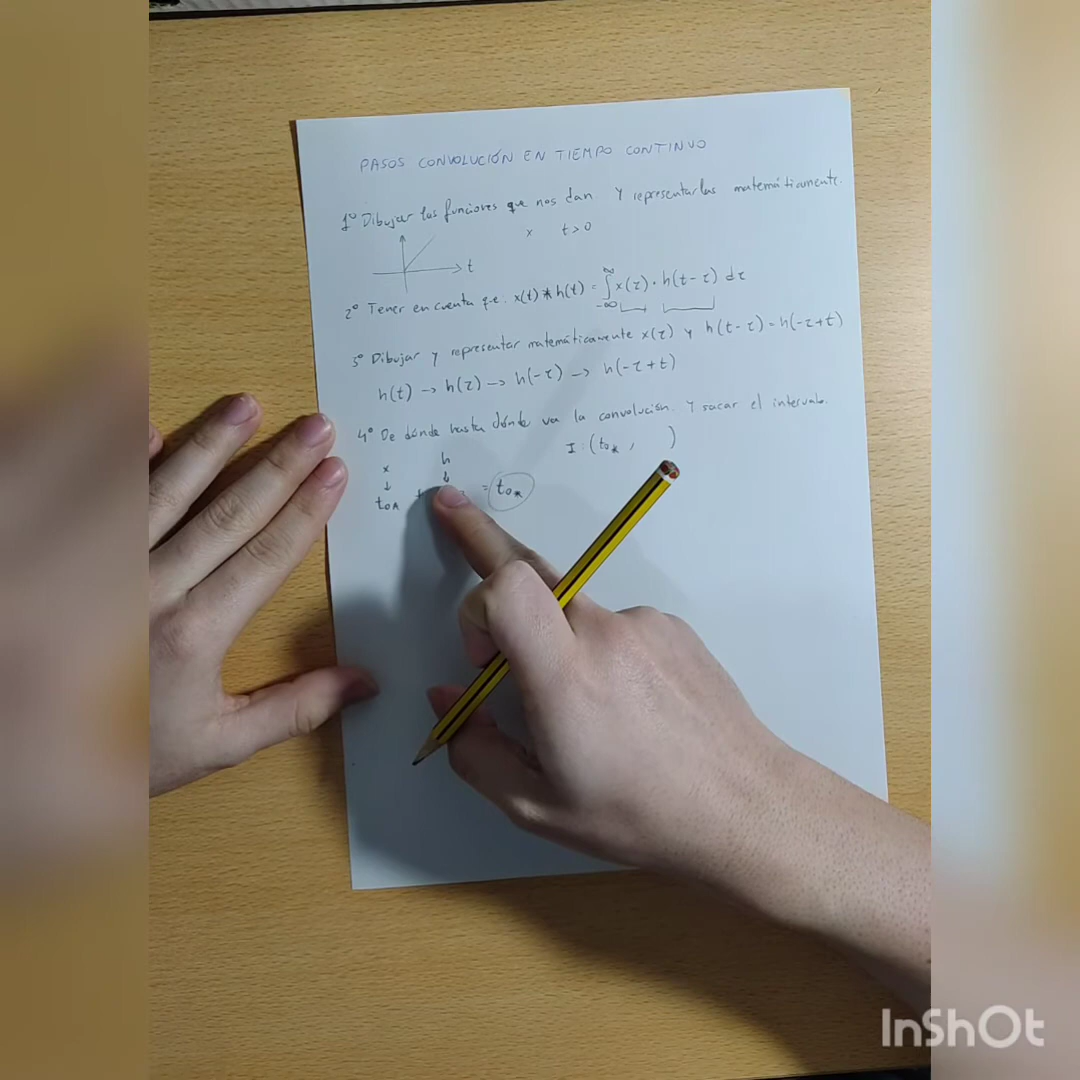 PASOS CONVOLUCIÓN EN TIEMPO CONTINUO
1º Dibujar las funciones que nos dan y representarlas matemáticamente.
x t>0
t
2º Tener en cuenta q.e. x(t)*h(t) = ∫_{-∞}^{∞} x(τ)·h(t-τ) dτ
3º Dibujar y representar matemáticamente x(τ) y h(t-τ)=h(-τ+t)
h(t) → h(τ) → h(-τ) → h(-τ+t)
4º De dónde hasta dónde va la convolución. Y sacar el intervalo.
I: (to*, )
x h
↓ ↓
toA = to*
InShOt